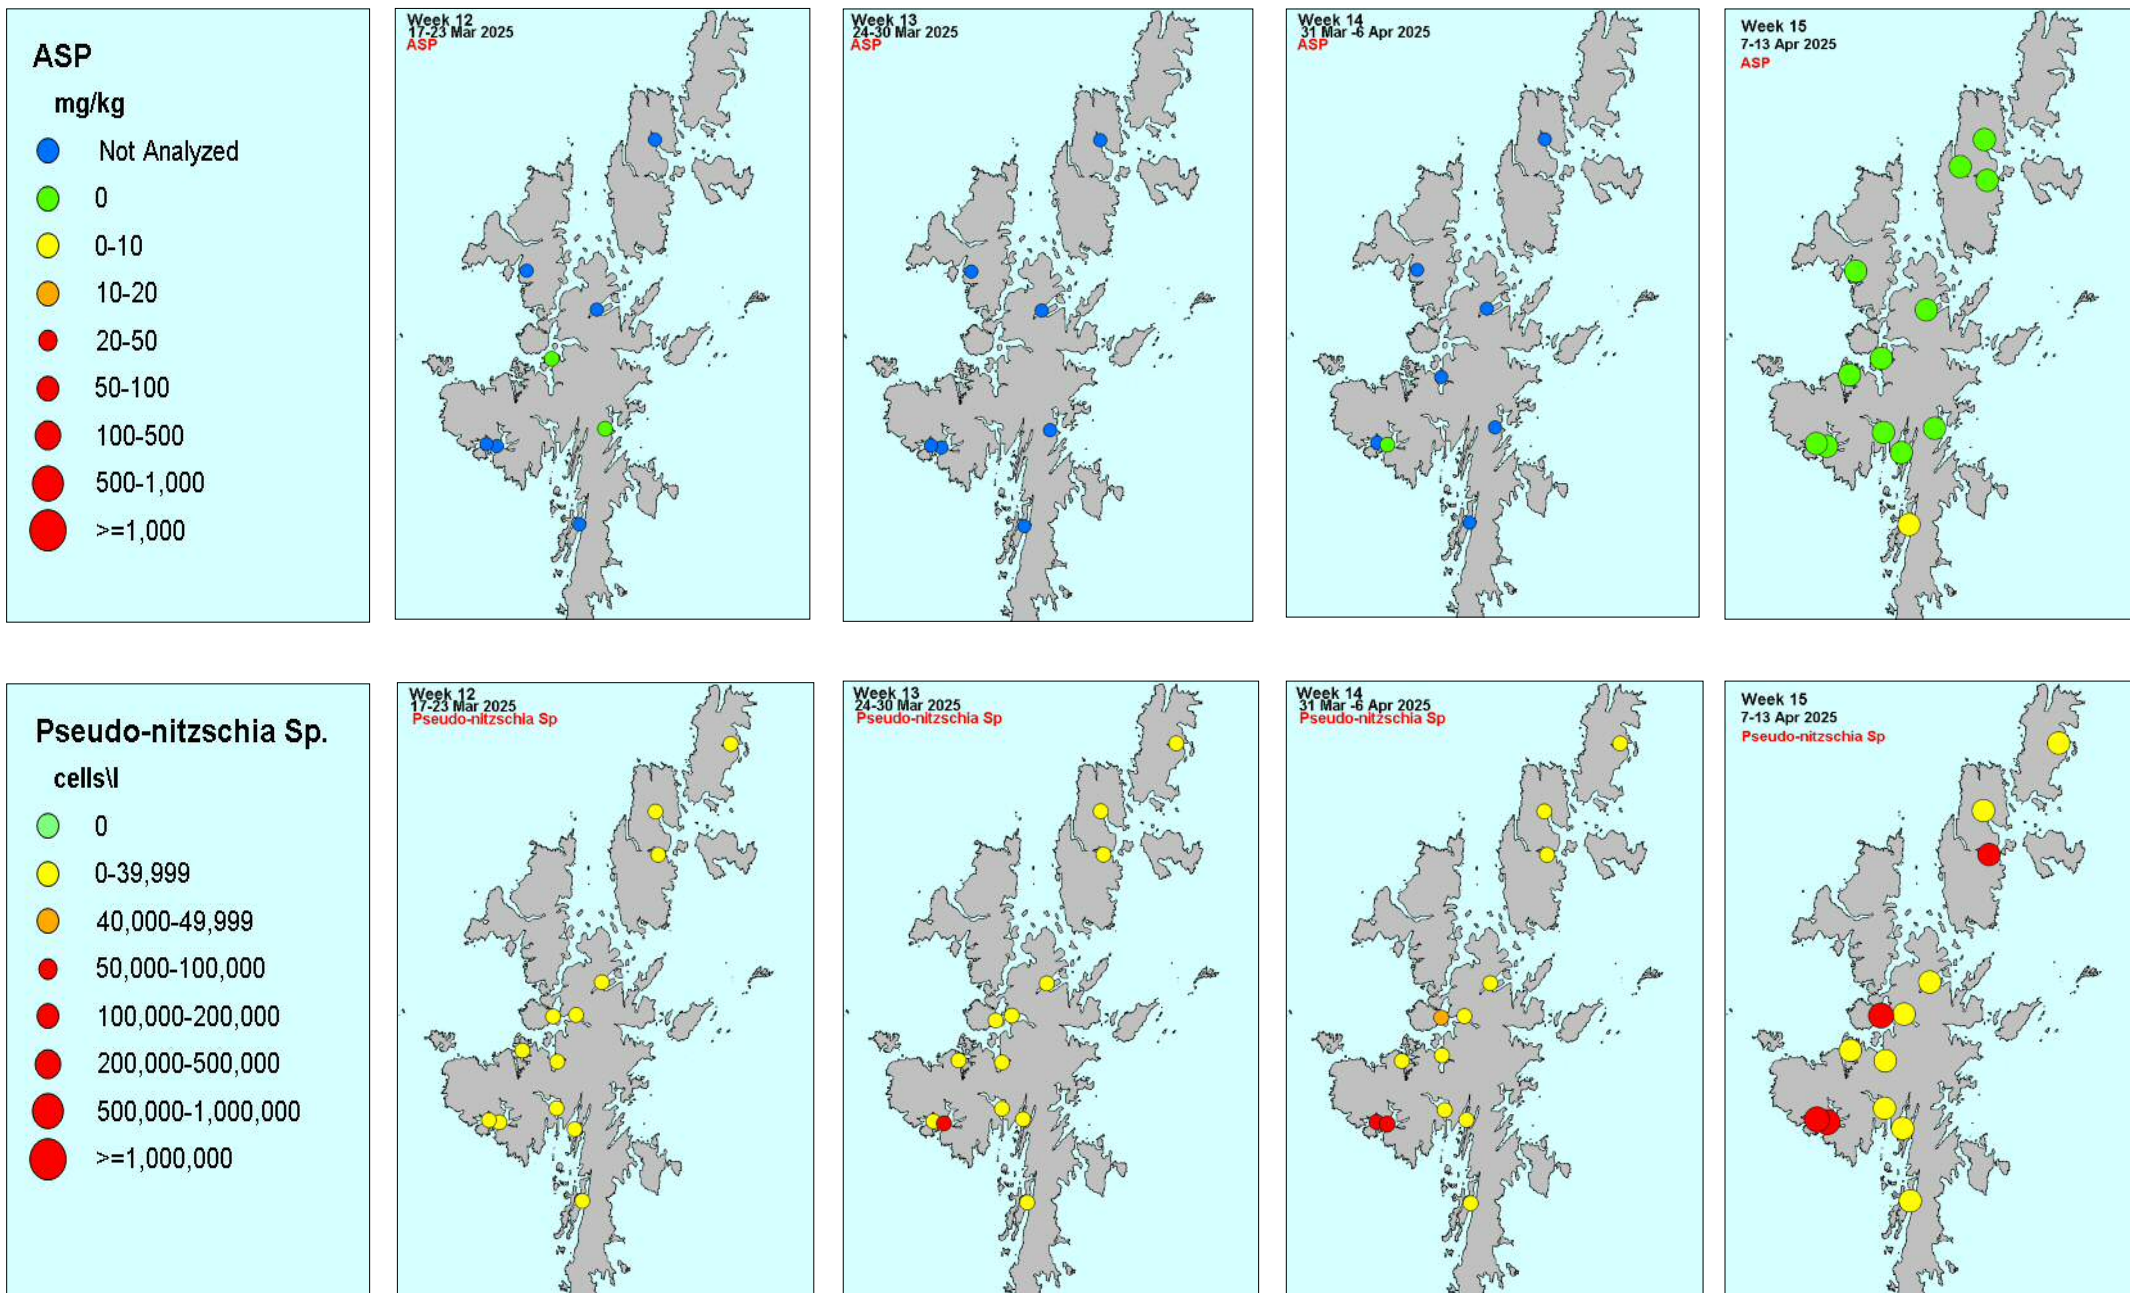 ASP
mg/kg
Not Analyzed
0
0-10
10-20
20-50
50-100
100-500
500-1,000
>=1,000
Week 12
17-23 Mar 2025
ASP
Week 13
24-30 Mar 2025
ASP
Week 14
31 Mar -6 Apr 2025
ASP
Week 15
7-13 Apr 2025
ASP
Pseudo-nitzschia Sp.
cells\l
0
0-39,999
40,000-49,999
50,000-100,000
100,000-200,000
200,000-500,000
500,000-1,000,000
>=1,000,000
Week 12
17-23 Mar 2025
Pseudo-nitzschia Sp
Week 13
24-30 Mar 2025
Pseudo-nitzschia Sp
Week 14
31 Mar -6 Apr 2025
Pseudo-nitzschia Sp
Week 15
7-13 Apr 2025
Pseudo-nitzschia Sp